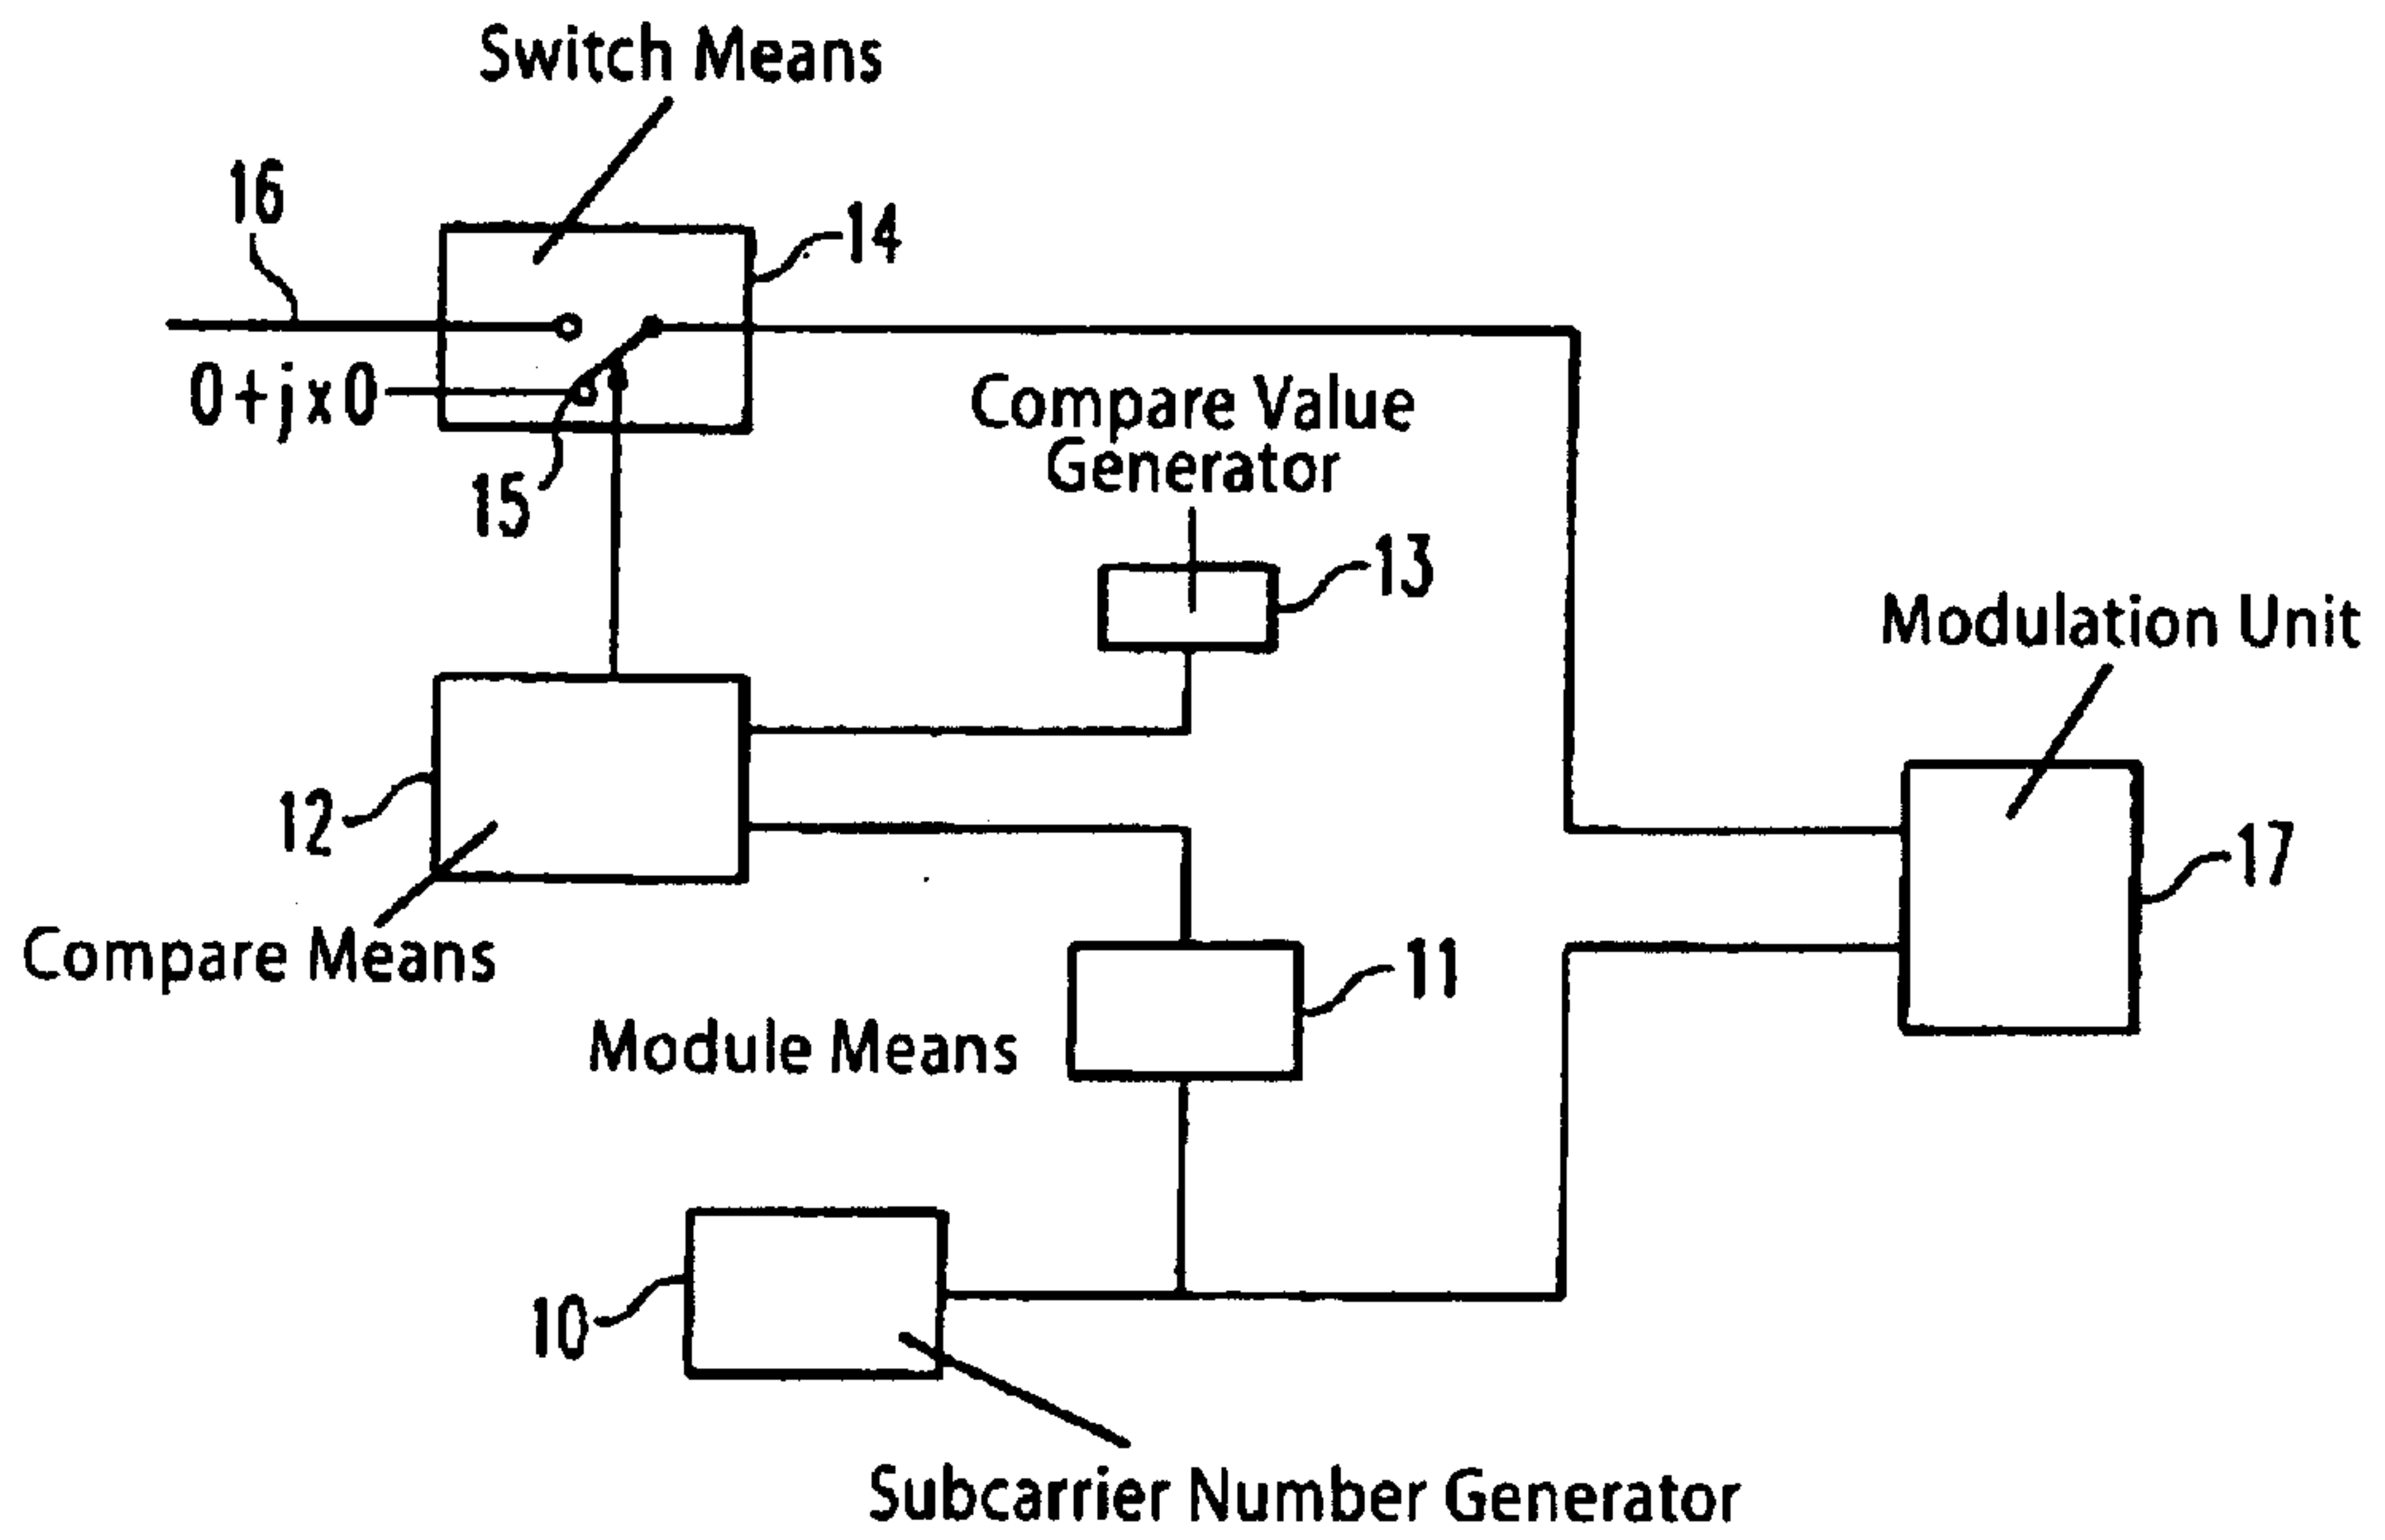 Switch Means
16
14
0+jx0
15
Compare Value
Generator
13
Modulation Unit
12
17
Compare Means
11
Module Means
10
Subcarrier Number Generator